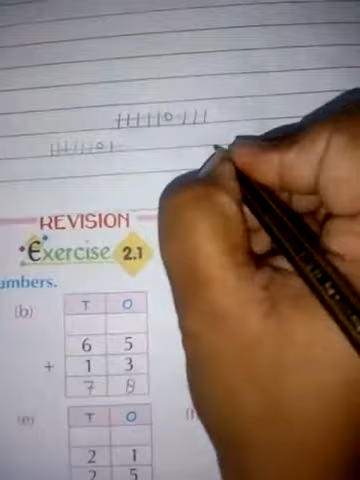 REVISION
Exercise 2.1
umbers.
(b) T O
6 5
+ 1 3
7 8
(e) T O
2 1
2 5